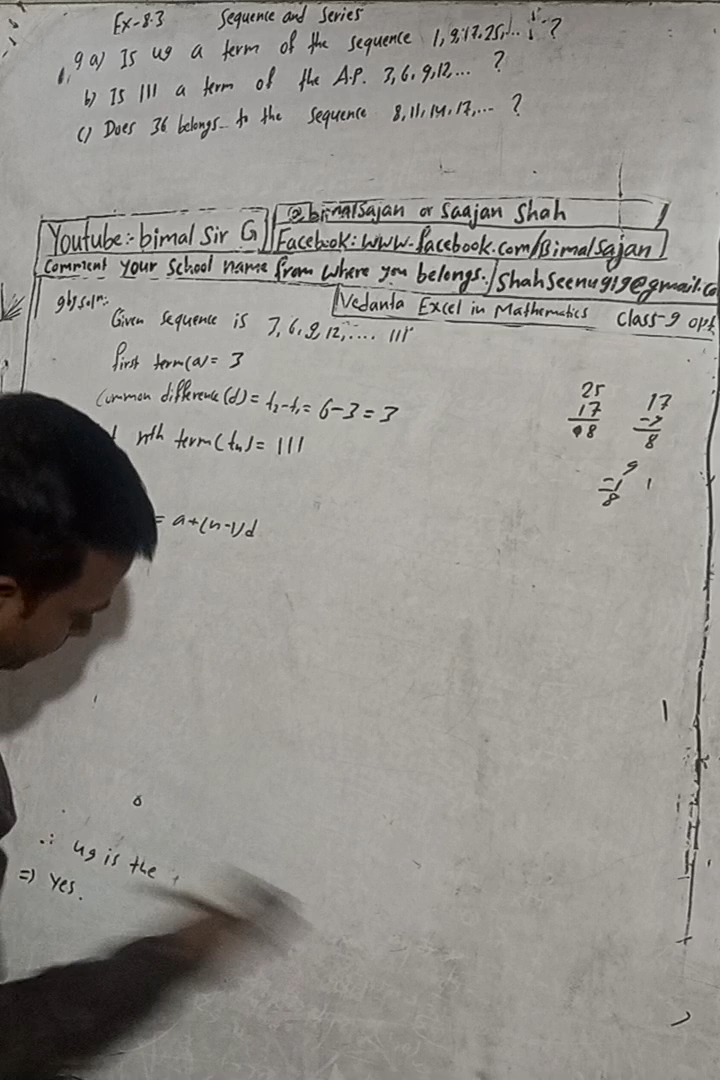 Ex-8.3 Sequence and Series
9 a) Is 49 a term of the sequence 1, 9, 17, 25, ... ?
b) Is 111 a term of the A.P. 3, 6, 9, 12, ... ?
c) Does 36 belongs to the sequence 8, 11, 14, 17, ... ?
@bimalSajan or Saajan Shah
Youtube:- bimal Sir G
Facebook: www.facebook.com/BimalSajan
Comment your School name from where you belongs. / Shahseenu919@gmail.co
Vedanta Excel in Mathematics Class-9 opt
9b) Soln:
Given sequence is 3, 6, 9, 12, .... 111
first term(a) = 3
Common difference (d) = t2-t1 = 6-3 = 3
nth term (tn) = 111
= a+(n-1)d
25
17
08
17
-9
8
9
-1
8
∴ 49 is the
=> Yes.